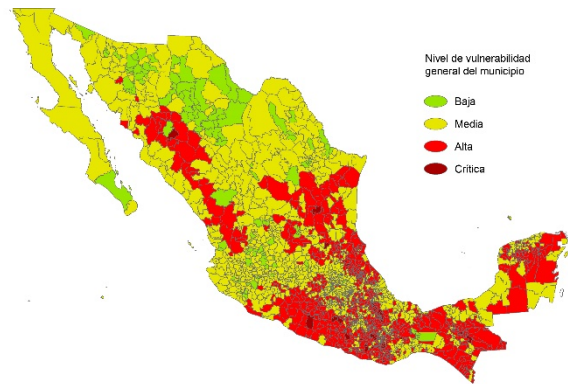 Nivel de vulnerabilidad
general del municipio
Baja
Media
Alta
Crítica